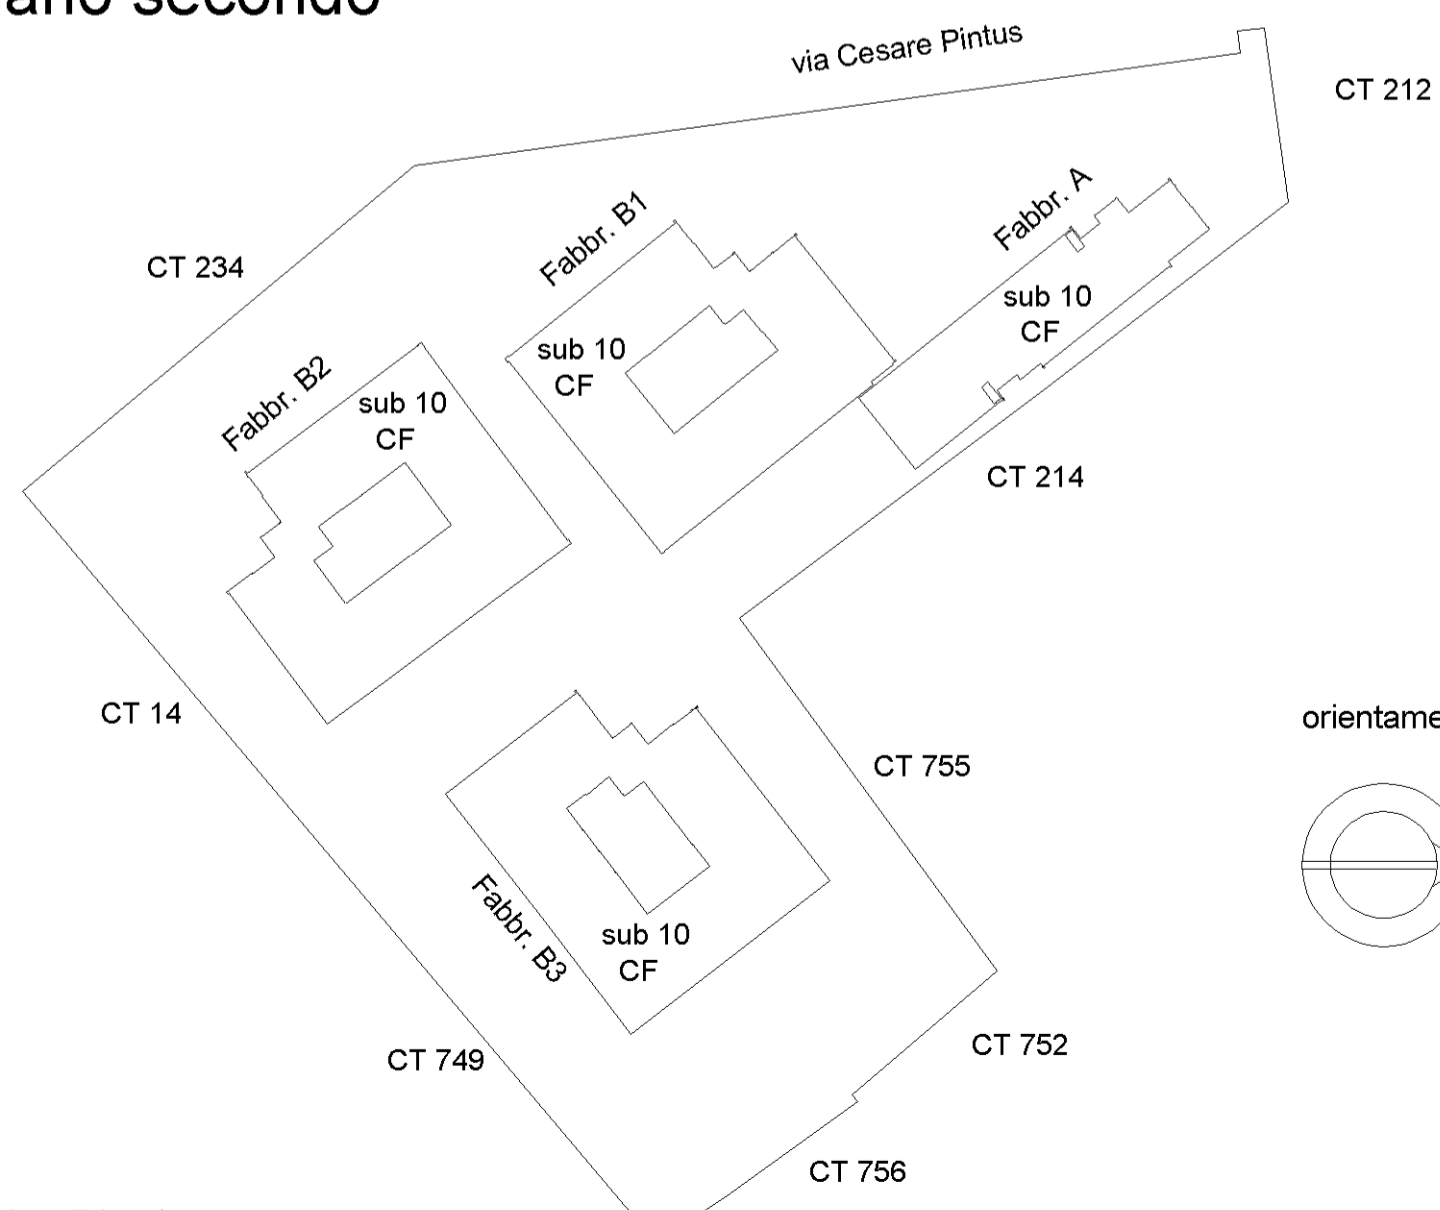 secondo
via Cesare Pintus
CT 212
Fabbr. A
Fabbr. B1
CT 234
sub 10
CF
sub 10
CF
Fabbr. B2
sub 10
CF
CT 214
CT 14
CT 755
Fabbr. B3
sub 10
CF
CT 749
CT 752
CT 756